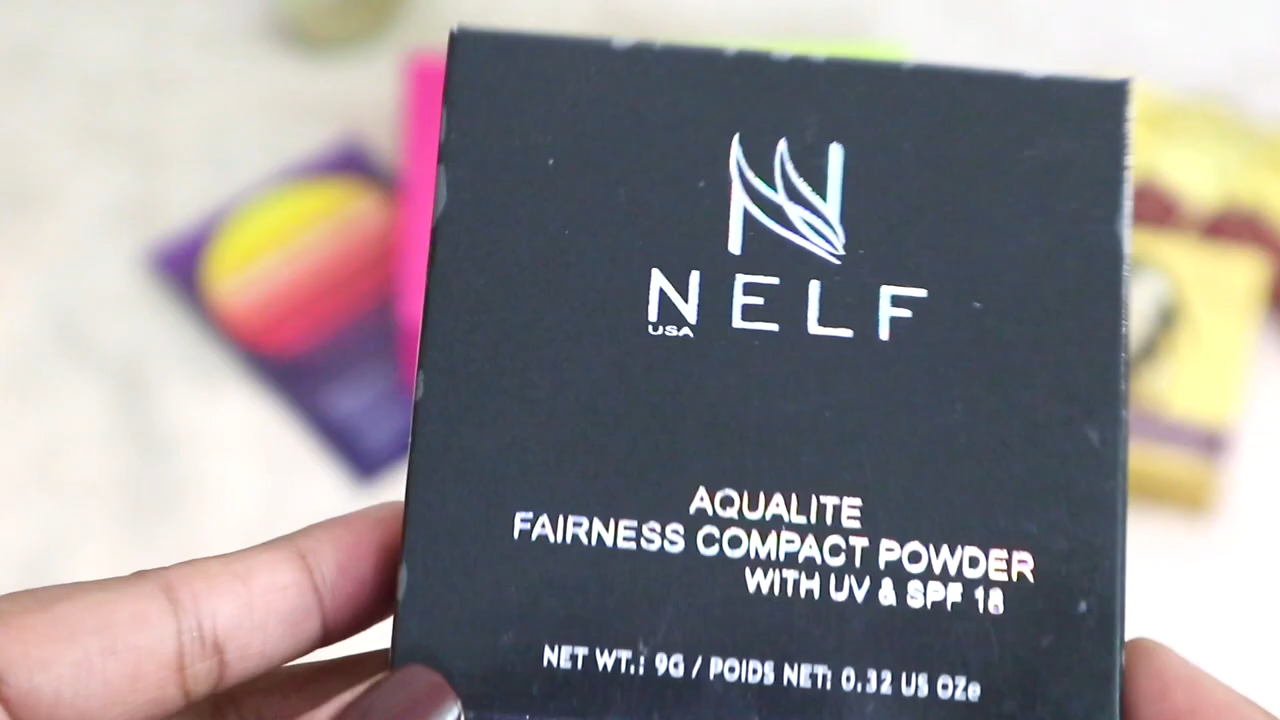 NELF
USA
AQUALITE
FAIRNESS COMPACT POWDER
WITH UV & SPF 18
NET WT.: 9G / POIDS NET: 0.32 US OZe